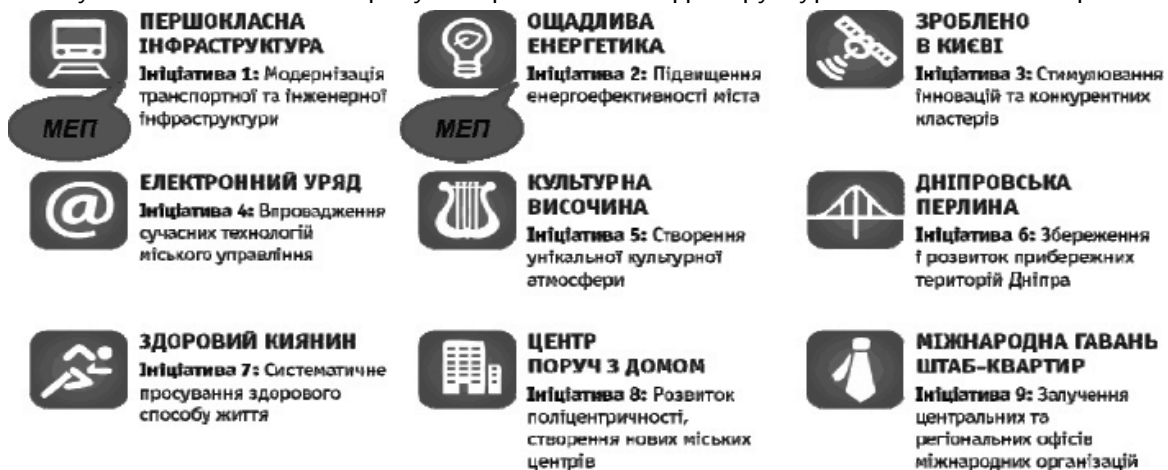 ПЕРШОКЛАСНА
ІНФРАСТРУКТУРА
Ініціатива 1: Модернізація
транспортної та інженерної
інфраструктури
МЕП
ОЩАДЛИВА
ЕНЕРГЕТИКА
Ініціатива 2: Підвищення
енергоефективності міста
МЕП
ЗРОБЛЕНО
В КИЄВІ
Ініціатива 3: Стимулювання
інновацій та конкурентних
кластерів
@
ЕЛЕКТРОННИЙ УРЯД
Ініціатива 4: Впровадження
сучасних технологій
міського управління
КУЛЬТУРНА
ВИСОЧИНА
Ініціатива 5: Створення
унікальної культурної
атмосфери
ДНІПРОВСЬКА
ПЕРЛИНА
Ініціатива 6: Збереження
і розвиток прибережних
територій Дніпра
ЗДОРОВИЙ КИЯНИН
Ініціатива 7: Систематичне
просування здорового
способу життя
ЦЕНТР
ПОРУЧ З ДОМОМ
Ініціатива 8: Розвиток
поліцентричності,
створення нових міських
центрів
МІЖНАРОДНА ГАВАНЬ
ШТАБ-КВАРТИР
Ініціатива 9: Залучення
центральних та
регіональних офісів
міжнародних організацій